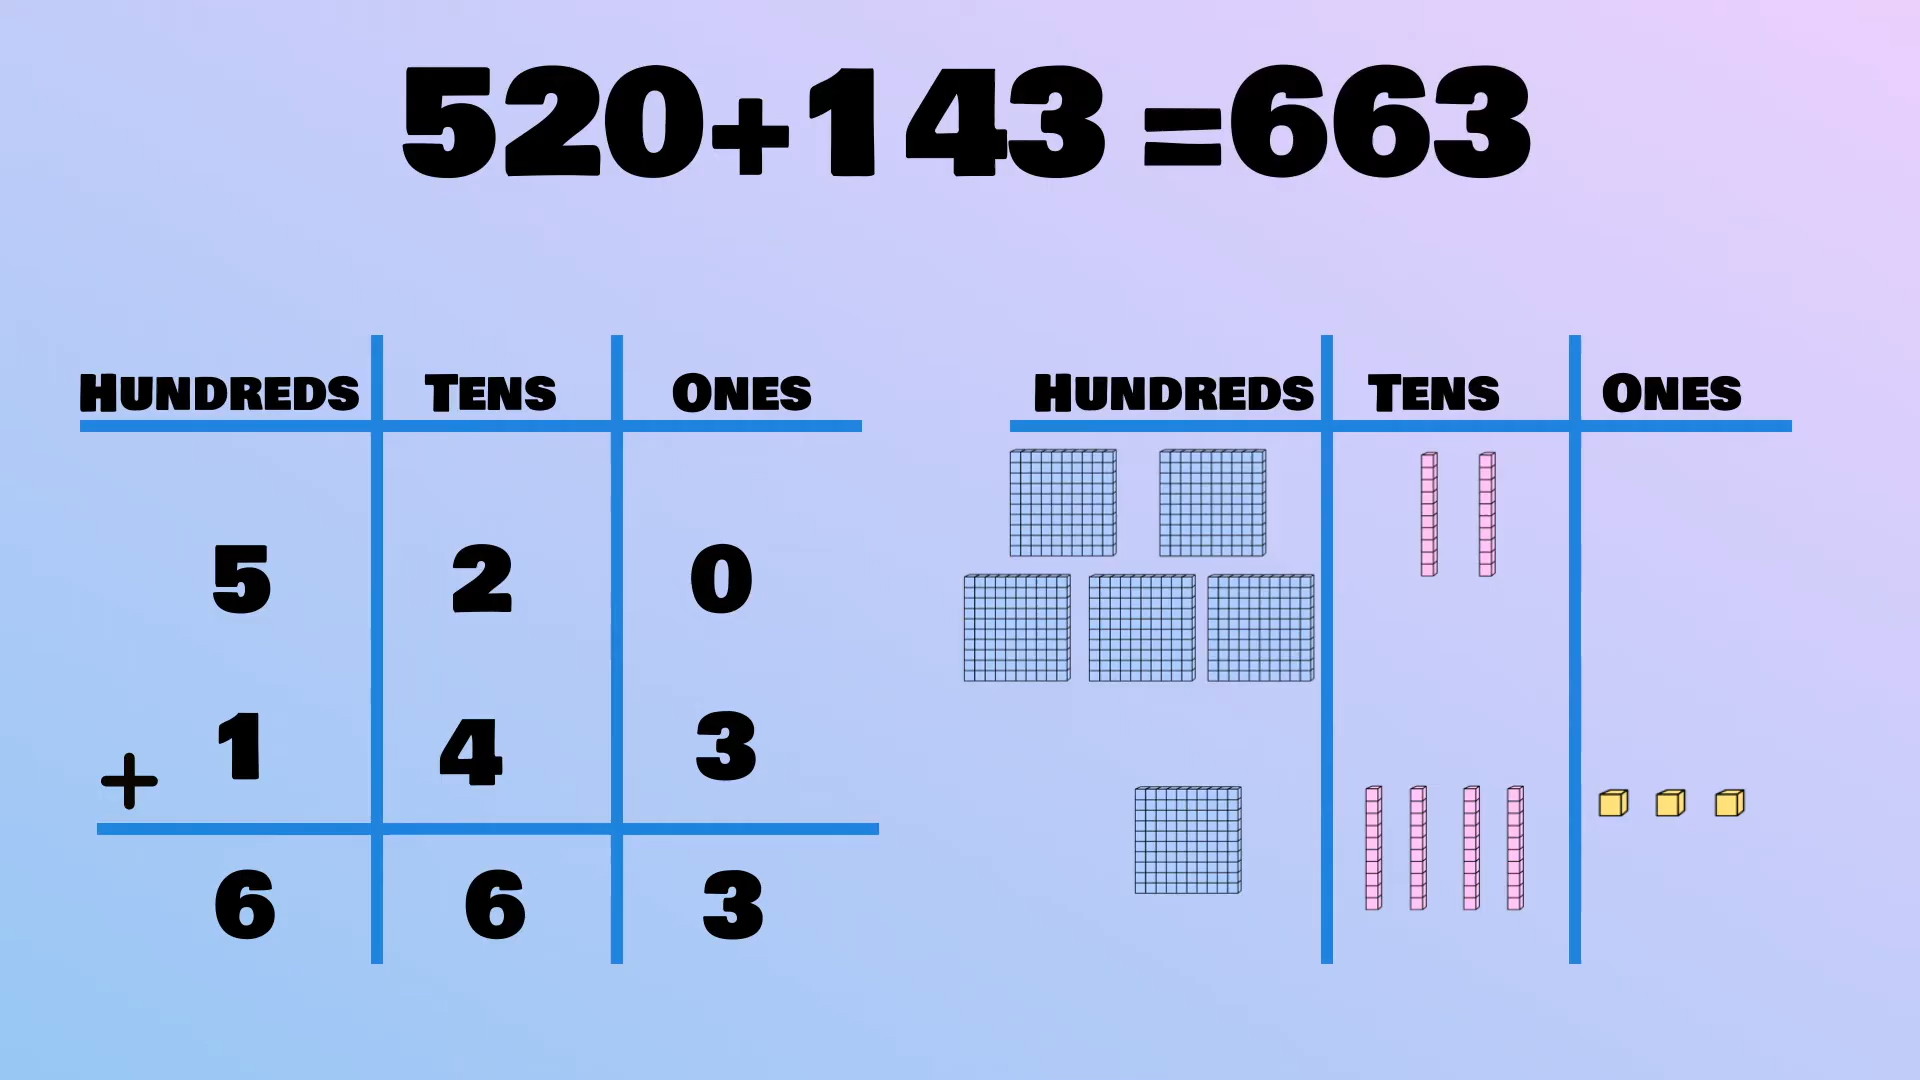 520+143 =663
Hundreds Tens Ones
5 2 0
+ 1 4 3
6 6 3
Hundreds Tens Ones